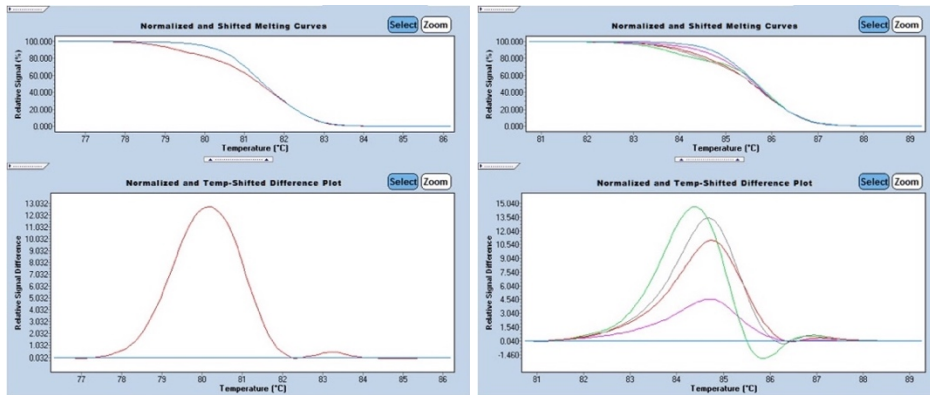 Normalized and Shifted Melting Curves
Select Zoom
Relative Signal (%)
100.000
80.000
60.000
40.000
20.000
0.000
77 78 79 80 81 82 83 84 85 86
Temperature [°C]
Normalized and Temp-Shifted Difference Plot
Select Zoom
Relative Signal Difference
13.032
12.032
11.032
10.032
9.032
8.032
7.032
6.032
5.032
4.032
3.032
2.032
1.032
0.032
77 78 79 80 81 82 83 84 85 86
Temperature [°C]
Normalized and Shifted Melting Curves
Select Zoom
Relative Signal (%)
100.000
80.000
60.000
40.000
20.000
0.000
81 82 83 84 85 86 87 88 89
Temperature [°C]
Normalized and Temp-Shifted Difference Plot
Select Zoom
Relative Signal Difference
15.040
13.540
12.040
10.540
9.040
7.540
6.040
4.540
3.040
1.540
0.040
-1.460
81 82 83 84 85 86 87 88 89
Temperature [°C]